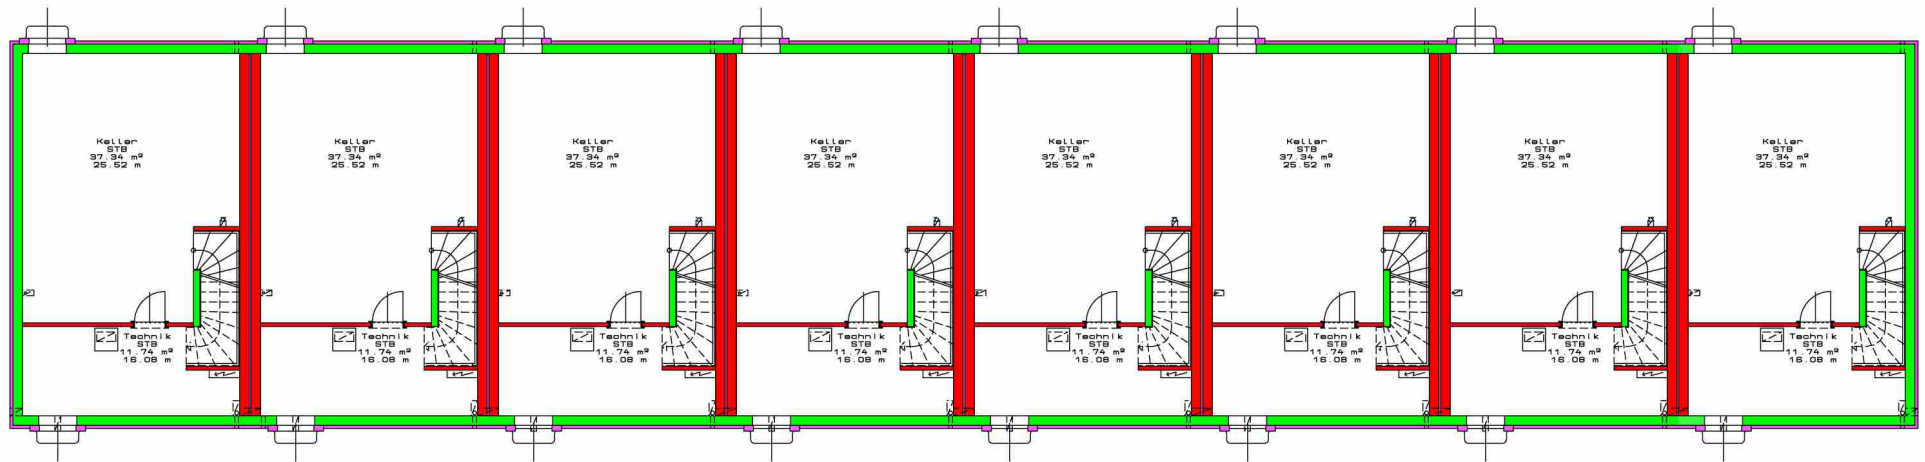 Keller
STB
37.34 m²
25.52 m
Keller
STB
37.34 m²
25.52 m
Keller
STB
37.34 m²
25.52 m
Keller
STB
37.34 m²
25.52 m
Keller
STB
37.34 m²
25.52 m
Keller
STB
37.34 m²
25.52 m
Keller
STB
37.34 m²
25.52 m
Keller
STB
37.34 m²
25.52 m
Technik
STB
11.74 m²
16.08 m
Technik
STB
11.74 m²
16.08 m
Technik
STB
11.74 m²
16.08 m
Technik
STB
11.74 m²
16.08 m
Technik
STB
11.74 m²
16.08 m
Technik
STB
11.74 m²
16.08 m
Technik
STB
11.74 m²
16.08 m
Technik
STB
11.74 m²
16.08 m